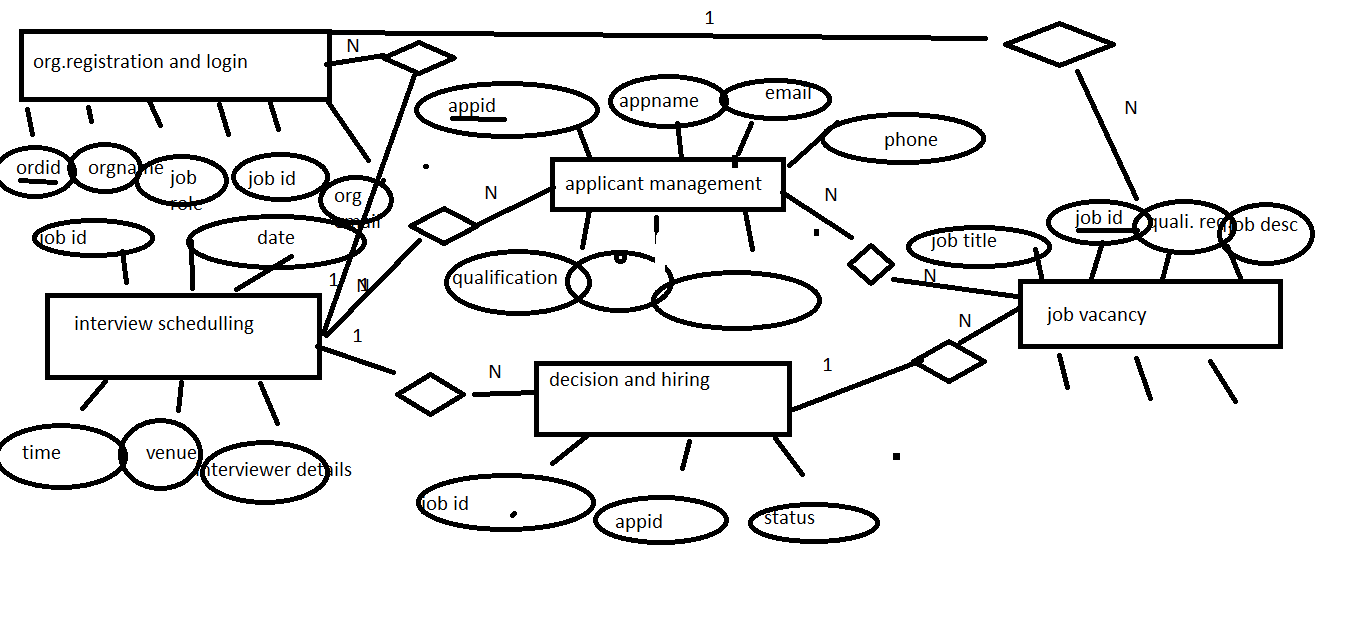 1
N
org.registration and login
N
appid
appname
email
phone
ordid
orgname
job
role
job id
org
email
applicant management
N
N
job id
quali. req
job desc
job title
job id
date
qualification
1
N
1
N
interview schedulling
job vacancy
1
N
N
decision and hiring
1
time
venue
interviewer details
job id
appid
status